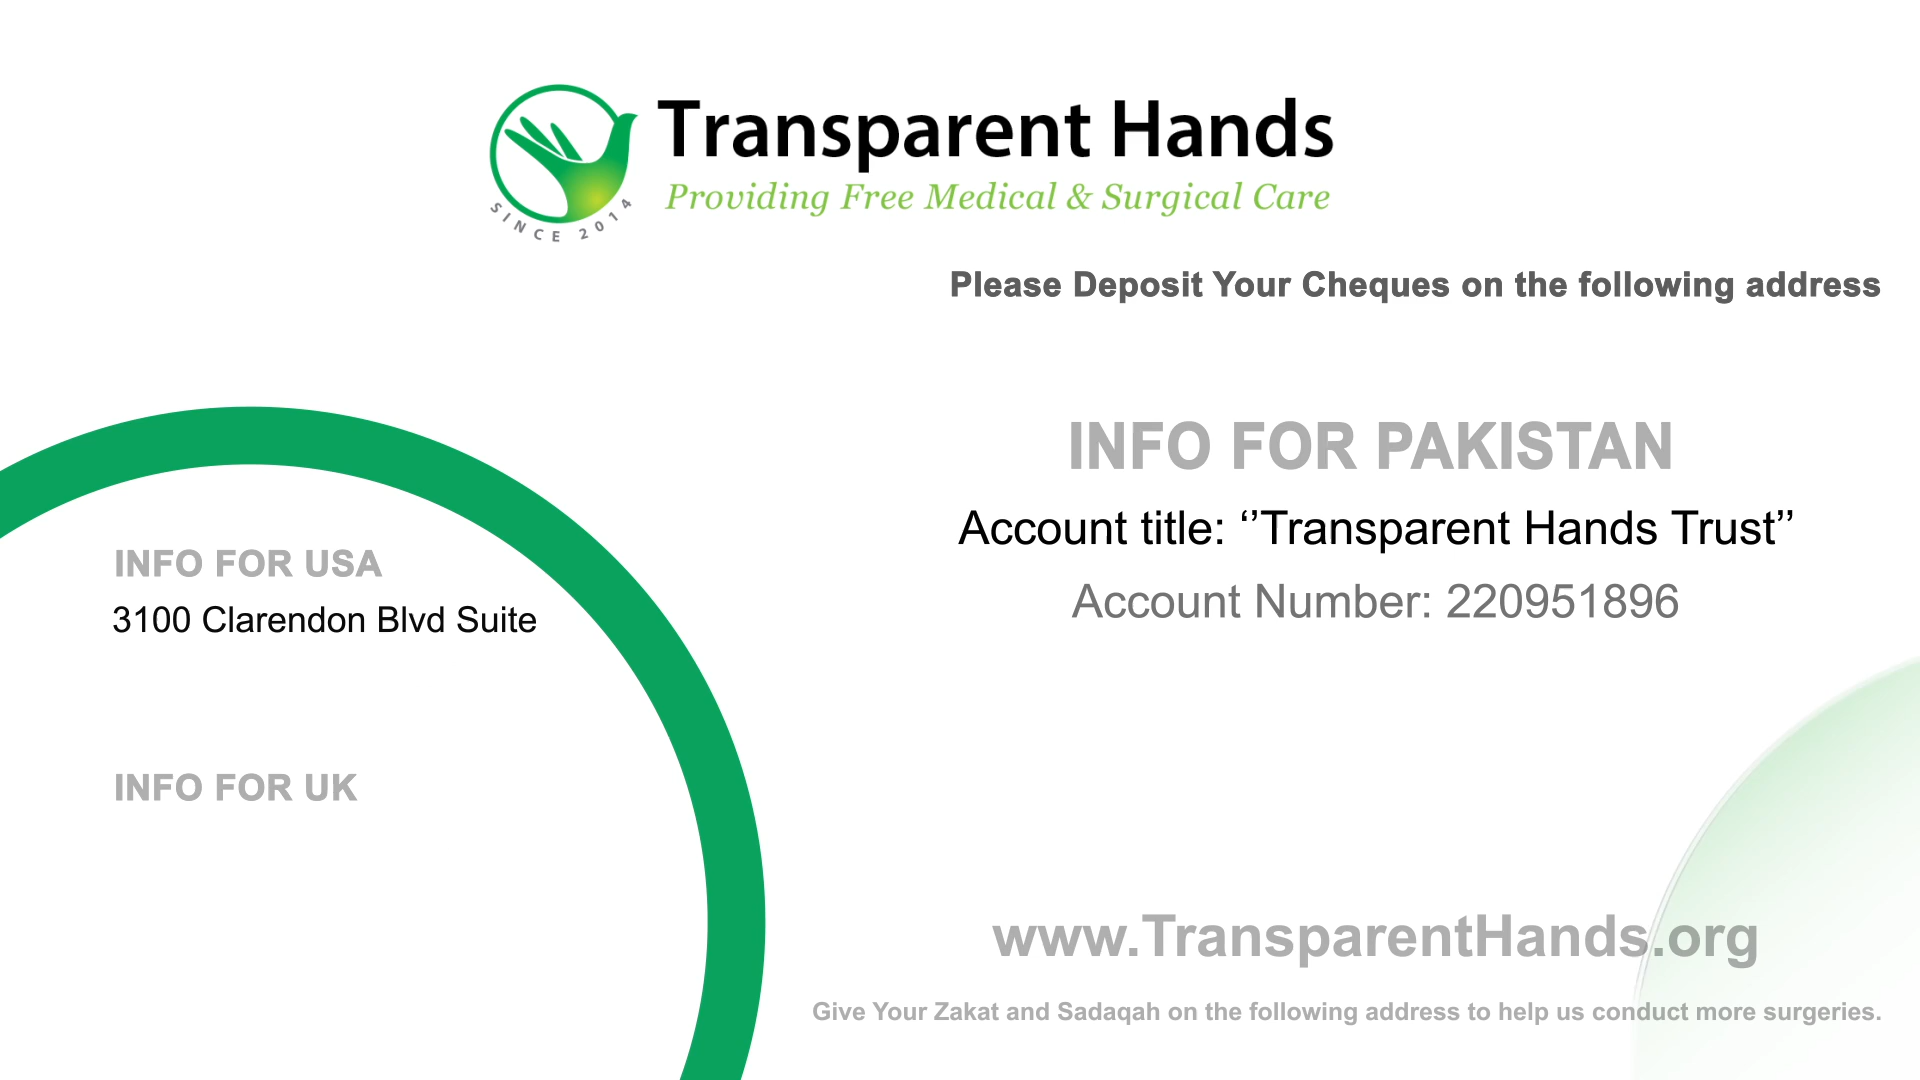 Transparent Hands
Providing Free Medical & Surgical Care
SINCE 2014
Please Deposit Your Cheques on the following address
INFO FOR PAKISTAN
Account title: ‘’Transparent Hands Trust’’
Account Number: 220951896
INFO FOR USA
3100 Clarendon Blvd Suite
INFO FOR UK
www.TransparentHands.org
Give Your Zakat and Sadaqah on the following address to help us conduct more surgeries.